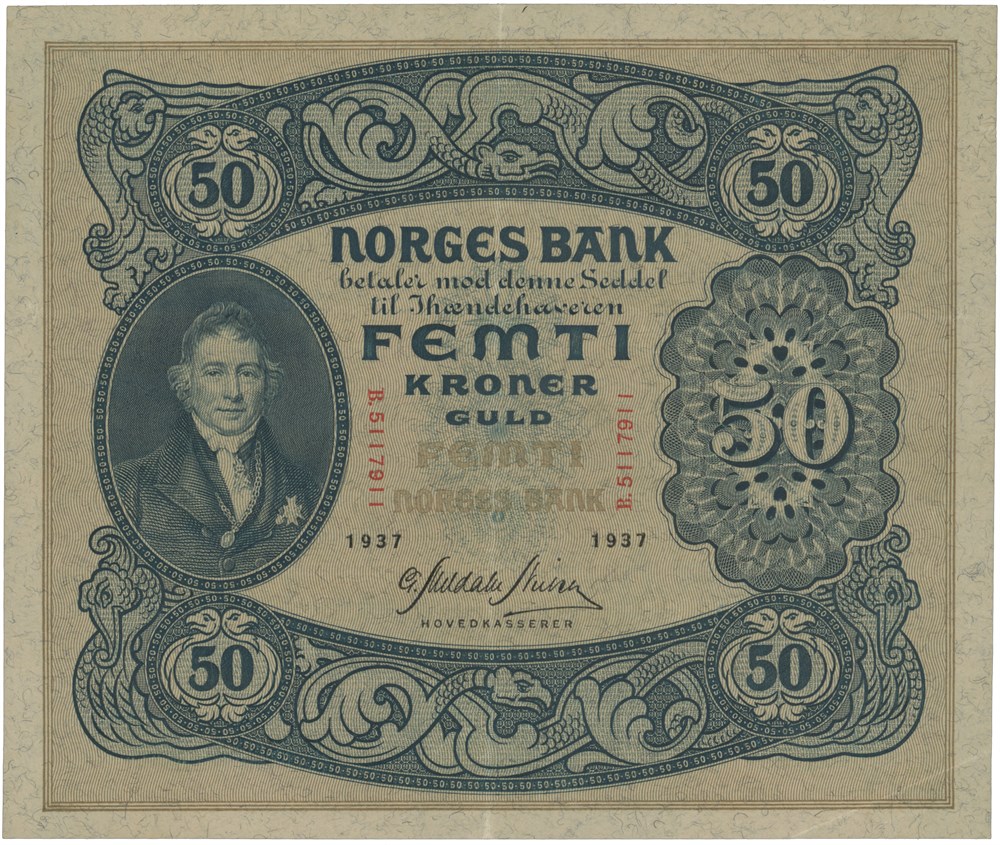 50
50
NORGES BANK
betaler mod denne Seddel
til Ihændehaveren
FEMTI
KRONER
GULD
50
B.5117911
B.5117911
FEMTI
NORGES BANK
1937
1937
HOVEDKASSERER
50
50